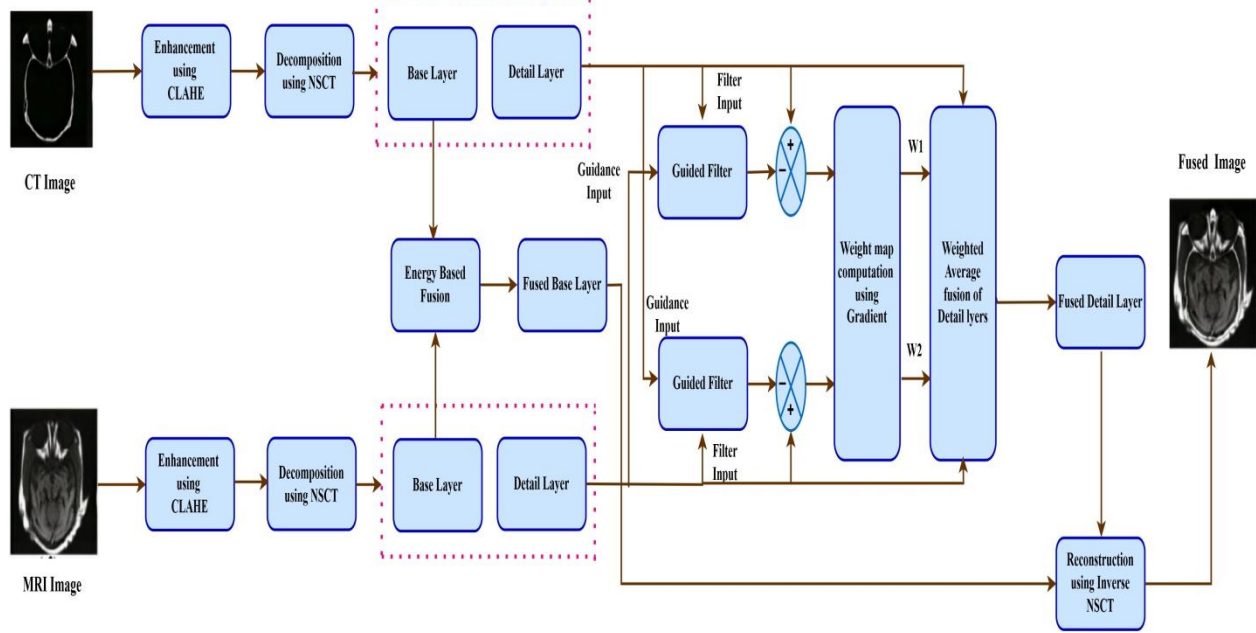 Enhancement
using
CLAHE
Decomposition
using NSCT
Base Layer
Detail Layer
CT Image
Filter
Input
Guidance
Input
Guided Filter
+
−
W1
Fused Image
Energy Based
Fusion
Fused Base Layer
Weight map
computation
using
Gradient
Weighted
Average
fusion of
Detail lyers
Fused Detail Layer
Guidance
Input
Guided Filter
−
+
W2
Filter
Input
Enhancement
using
CLAHE
Decomposition
using NSCT
Base Layer
Detail Layer
MRI Image
Reconstruction
using Inverse
NSCT